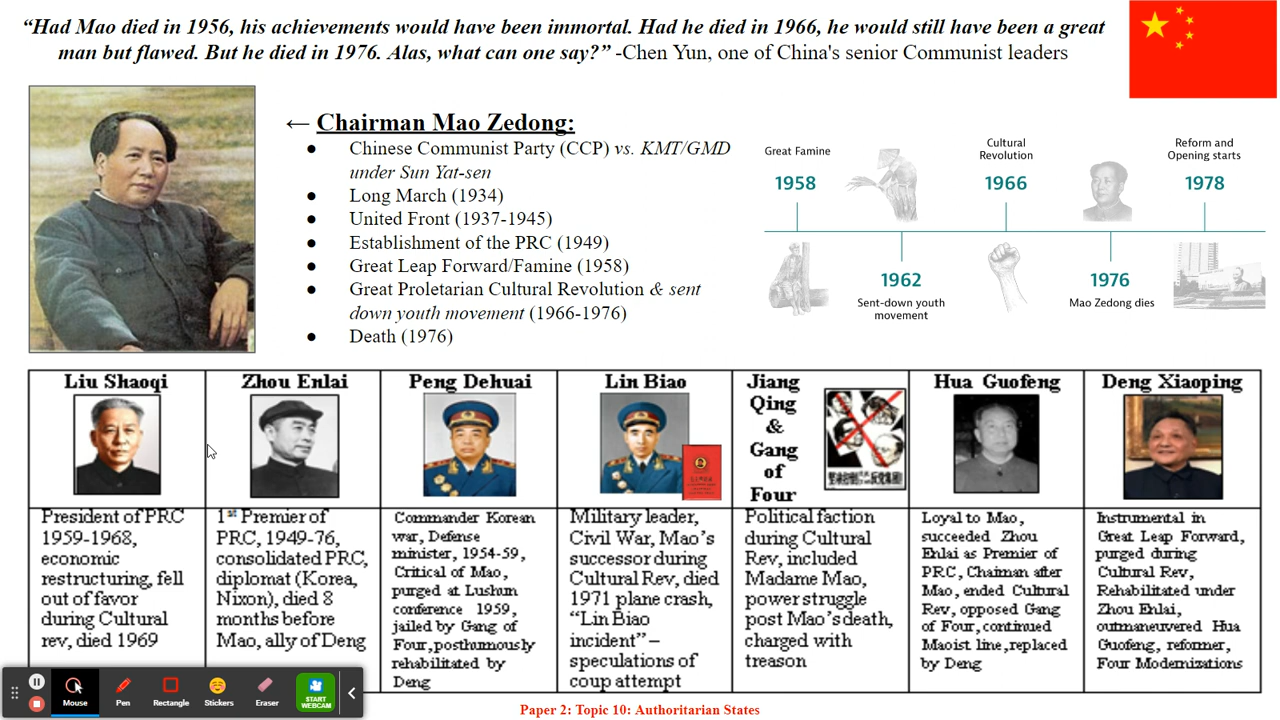 “Had Mao died in 1956, his achievements would have been immortal. Had he died in 1966, he would still have been a great
man but flawed. But he died in 1976. Alas, what can one say?” -Chen Yun, one of China's senior Communist leaders
← Chairman Mao Zedong:
● Chinese Communist Party (CCP) vs. KMT/GMD
under Sun Yat-sen
● Long March (1934)
● United Front (1937-1945)
● Establishment of the PRC (1949)
● Great Leap Forward/Famine (1958)
● Great Proletarian Cultural Revolution & sent
down youth movement (1966-1976)
● Death (1976)
Great Famine
1958
1962
Sent-down youth
movement
Cultural
Revolution
1966
1976
Mao Zedong dies
Reform and
Opening starts
1978
Liu Shaoqi
President of PRC
1959-1968,
economic
restructuring, fell
out of favor
during Cultural
rev, died 1969
Zhou Enlai
1st Premier of
PRC, 1949-76,
consolidated PRC,
diplomat (Korea,
Nixon), died 8
months before
Mao, ally of Deng
Peng Dehuai
Commander Korean
war, Defense
minister, 1954-59,
Critical of Mao,
purged at Lushun
conference 1959,
jailed by Gang of
Four, posthumously
rehabilitated by
Deng
Lin Biao
Military leader,
Civil War, Mao’s
successor during
Cultural Rev, died
1971 plane crash,
“Lin Biao
incident” –
speculations of
coup attempt
Jiang
Qing
&
Gang
of
Four
Political faction
during Cultural
Rev, included
Madame Mao,
power struggle
post Mao’s death,
charged with
treason
Hua Guofeng
Loyal to Mao,
succeeded Zhou
Enlai as Premier of
PRC, Chaiman after
Mao, ended Cultural
Rev, opposed Gang
of Four, continued
Maoist line, replaced
by Deng
Deng Xiaoping
Instrumental in
Great Leap Forward,
purged during
Cultural Rev,
Rehabilitated under
Zhou Enlai,
outmaneuvered Hua
Guofeng, reformer,
Four Modernizations
Mouse
Pen
Rectangle
Stickers
Eraser
START
WEBCAM
Paper 2: Topic 10: Authoritarian States